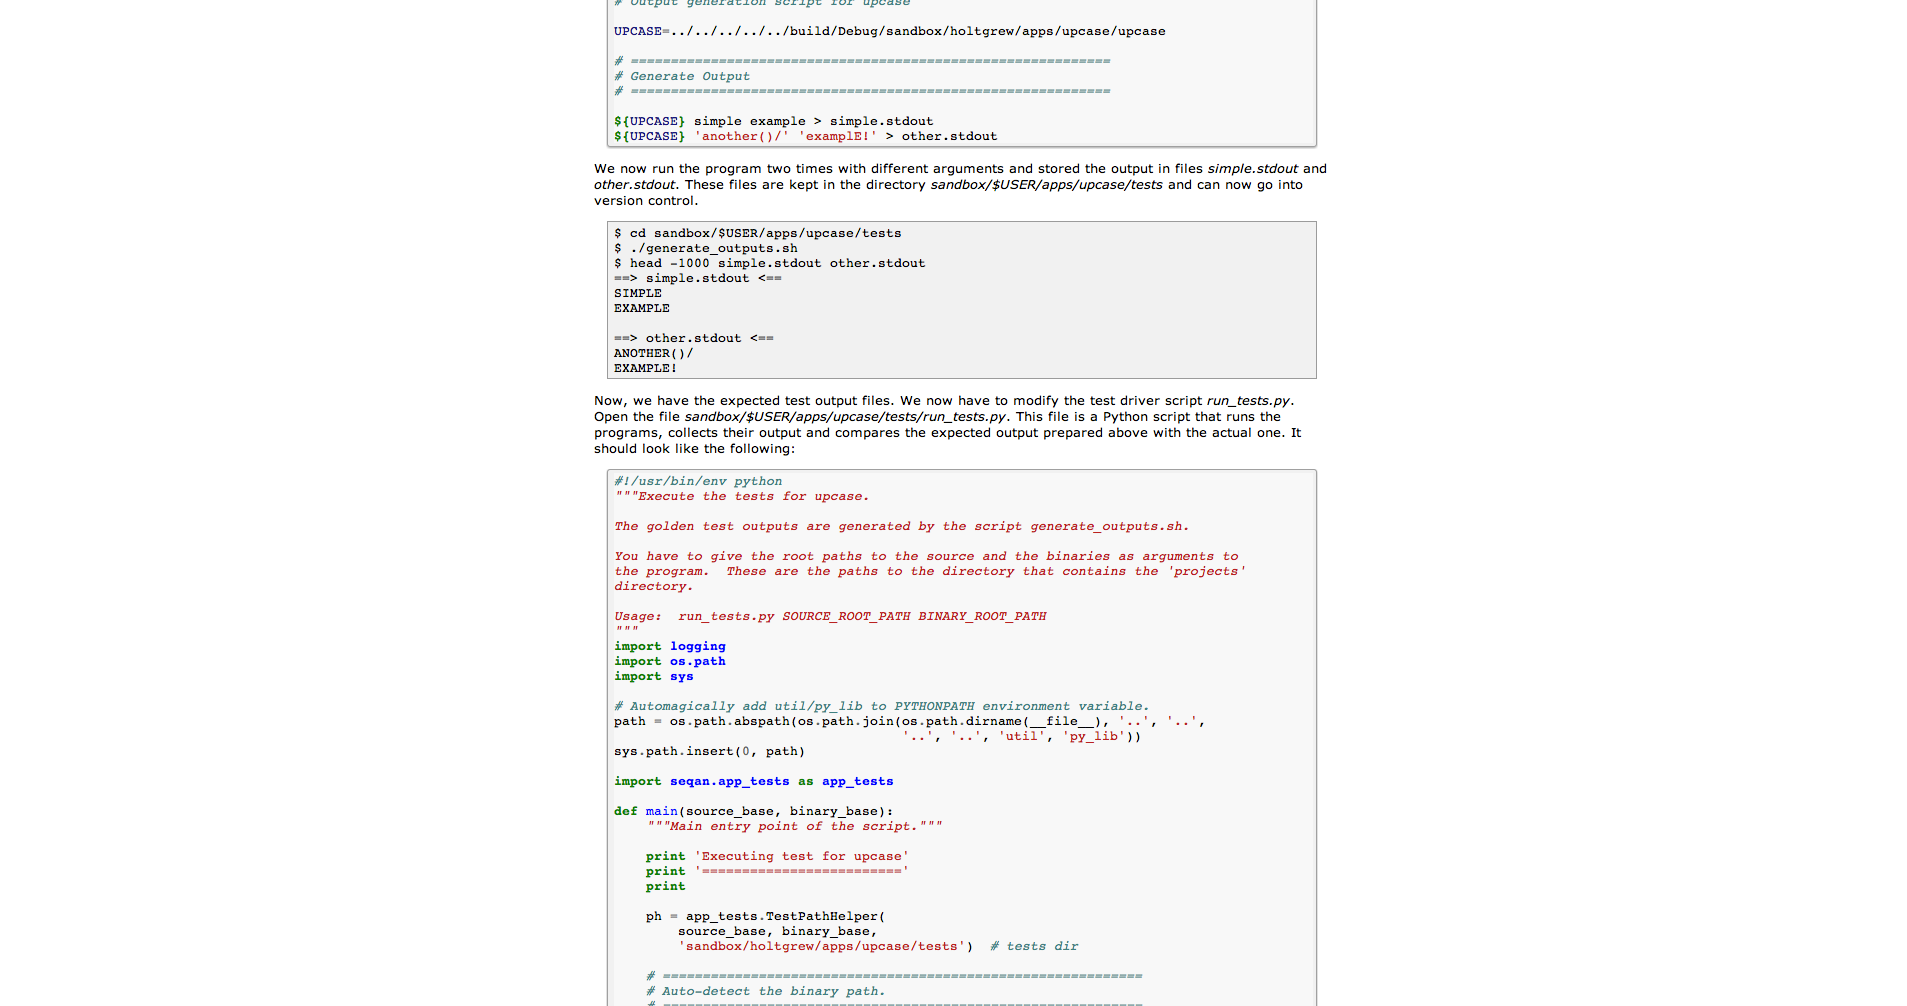 # Output generation script for upcase
UPCASE=../../../../../build/Debug/sandbox/holtgrew/apps/upcase/upcase
# ============================================================
# Generate Output
# ============================================================
${UPCASE} simple example > simple.stdout
${UPCASE} 'another()/' 'examplE!' > other.stdout
We now run the program two times with different arguments and stored the output in files simple.stdout and
other.stdout. These files are kept in the directory sandbox/$USER/apps/upcase/tests and can now go into
version control.
$ cd sandbox/$USER/apps/upcase/tests
$ ./generate_outputs.sh
$ head -1000 simple.stdout other.stdout
==> simple.stdout <==
SIMPLE
EXAMPLE
==> other.stdout <==
ANOTHER()/
EXAMPLE!
Now, we have the expected test output files. We now have to modify the test driver script run_tests.py.
Open the file sandbox/$USER/apps/upcase/tests/run_tests.py. This file is a Python script that runs the
programs, collects their output and compares the expected output prepared above with the actual one. It
should look like the following:
#!/usr/bin/env python
"""Execute the tests for upcase.
The golden test outputs are generated by the script generate_outputs.sh.
You have to give the root paths to the source and the binaries as arguments to
the program.  These are the paths to the directory that contains the 'projects'
directory.
Usage:  run_tests.py SOURCE_ROOT_PATH BINARY_ROOT_PATH
"""
import logging
import os.path
import sys
# Automagically add util/py_lib to PYTHONPATH environment variable.
path = os.path.abspath(os.path.join(os.path.dirname(__file__), '..', '..',
'..', '..', 'util', 'py_lib'))
sys.path.insert(0, path)
import seqan.app_tests as app_tests
def main(source_base, binary_base):
"""Main entry point of the script."""
print 'Executing test for upcase'
print '========================='
print
ph = app_tests.TestPathHelper(
source_base, binary_base,
'sandbox/holtgrew/apps/upcase/tests')  # tests dir
# ============================================================
# Auto-detect the binary path.
# ============================================================